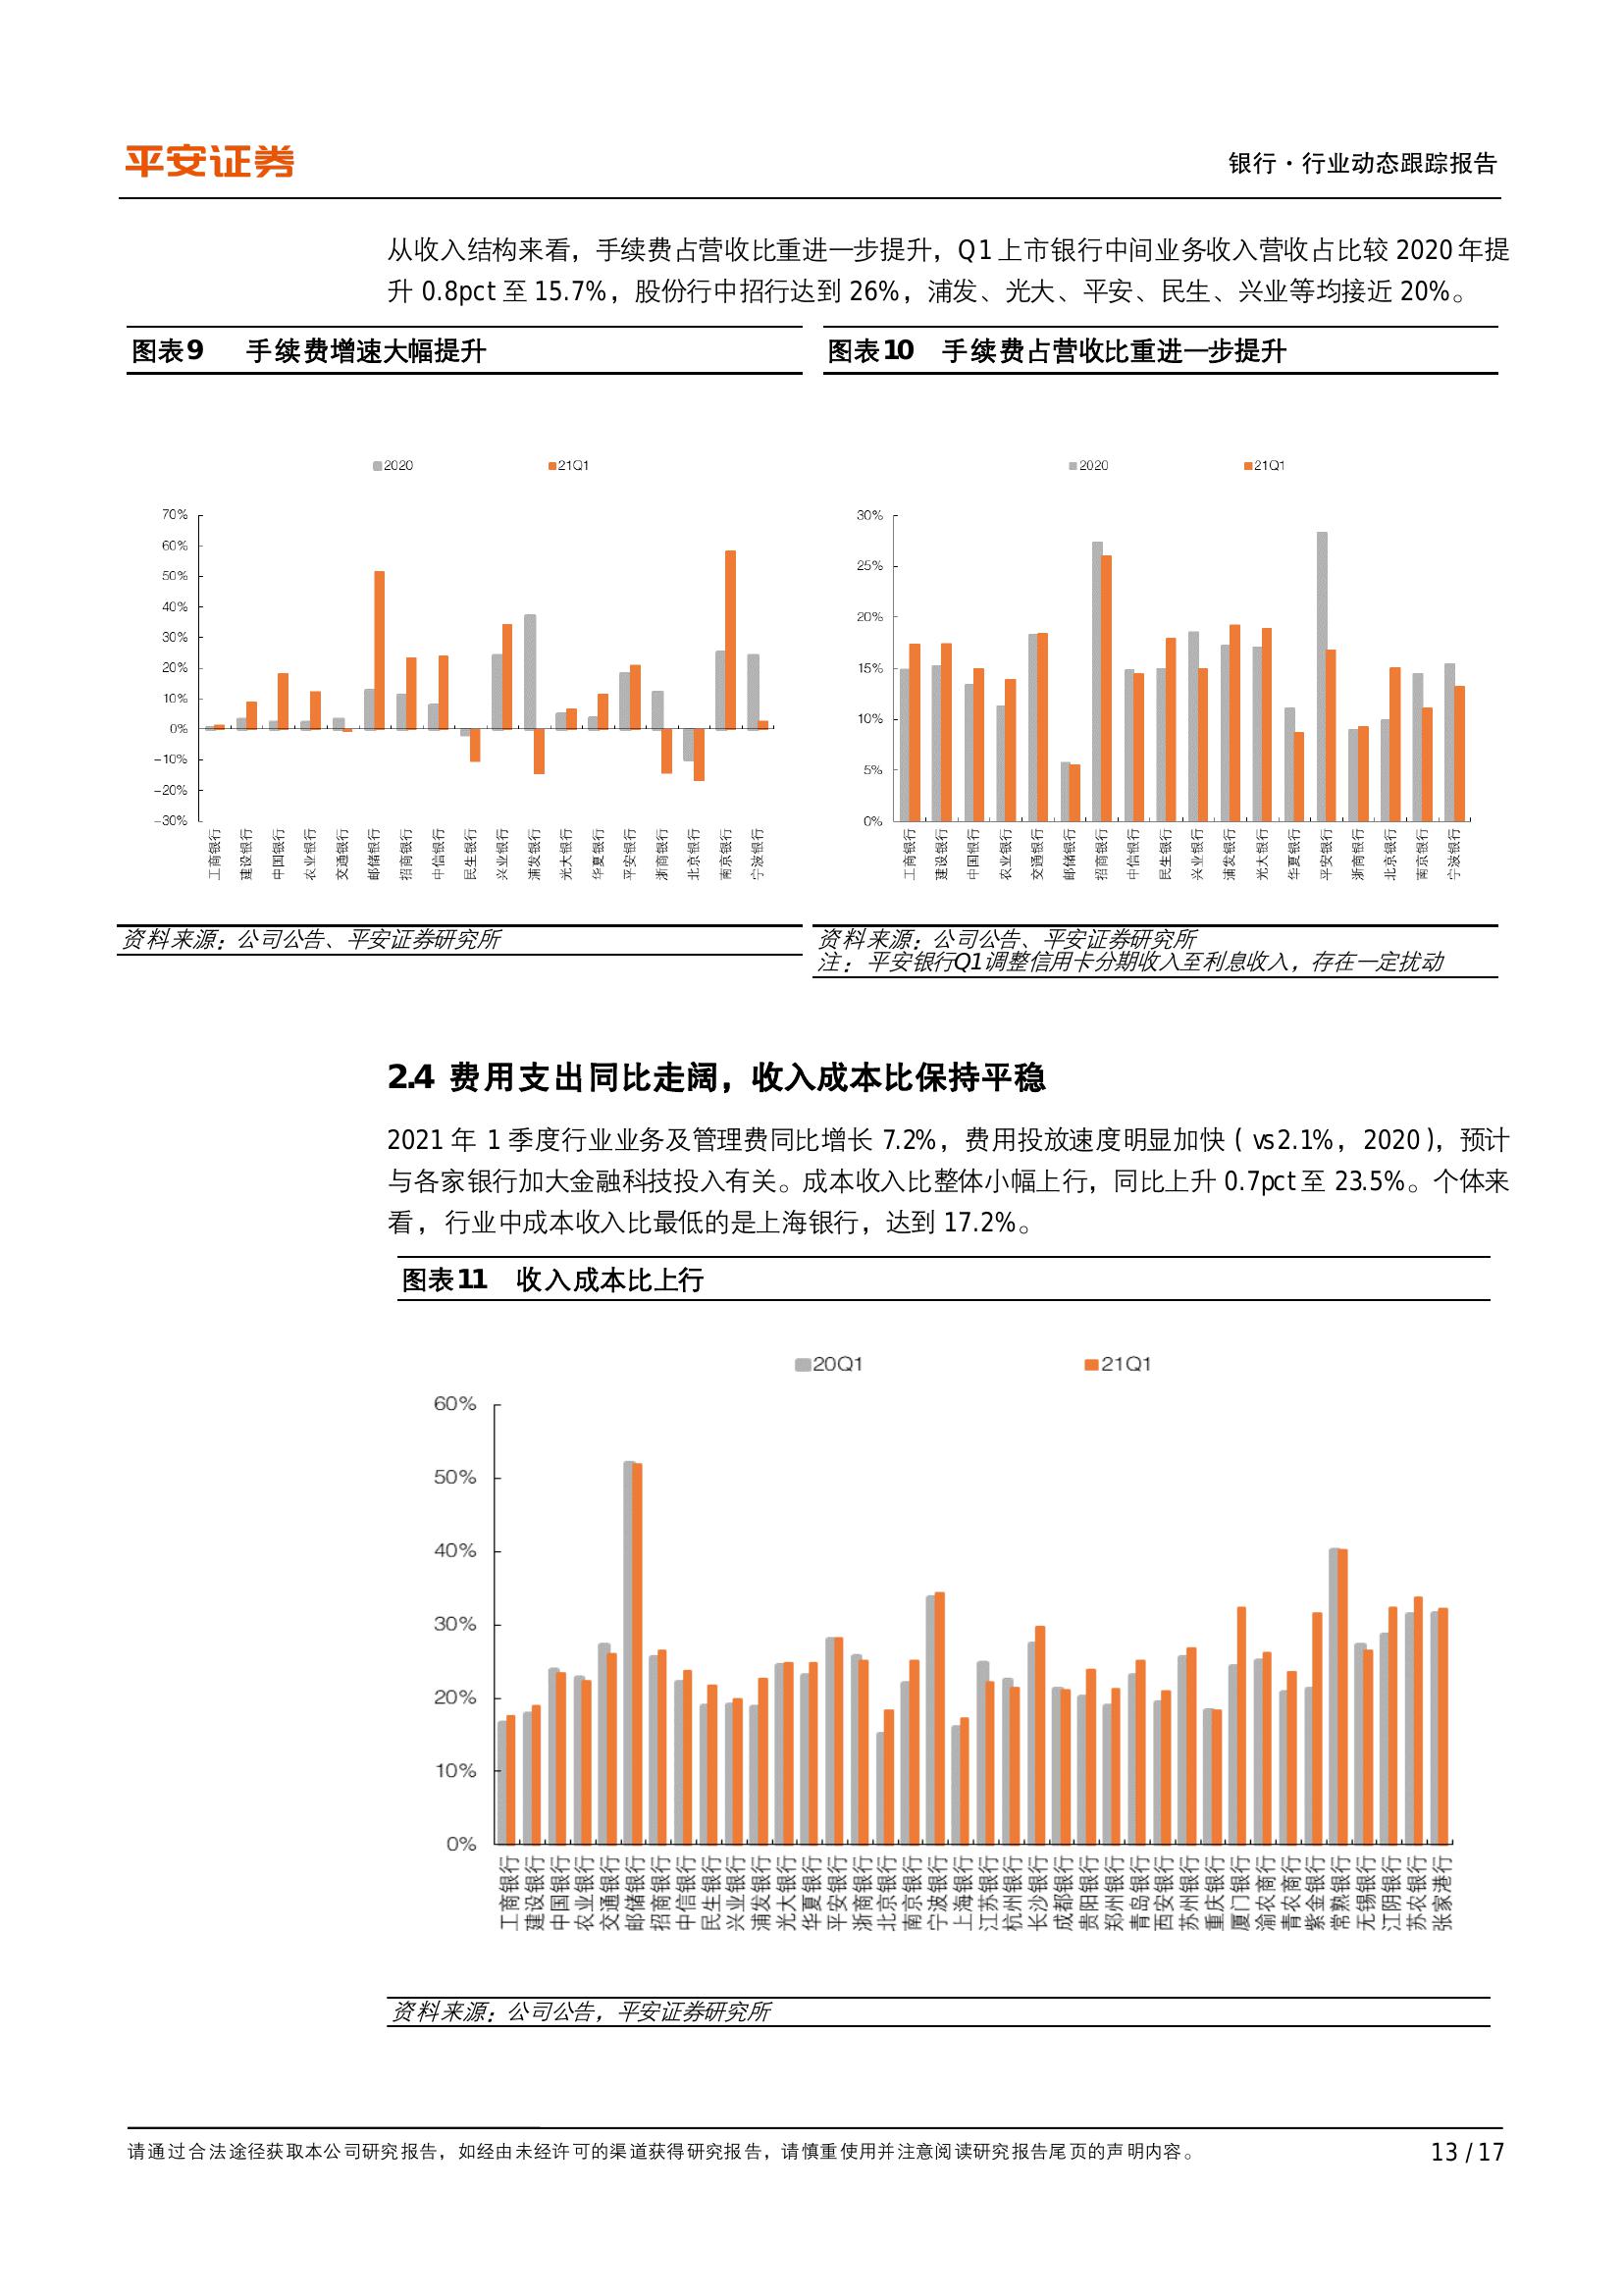 平安证券
银行·行业动态跟踪报告
从收入结构来看，手续费占营收比重进一步提升，Q1 上市银行中间业务收入营收占比较 2020 年提
升 0.8pct 至 15.7%，股份行中招行达到 26%，浦发、光大、平安、民生、兴业等均接近 20%。
图表9 手续费增速大幅提升
2020 21Q1
70%
60%
50%
40%
30%
20%
10%
0%
-10%
-20%
-30%
工商银行 建设银行 中国银行 农业银行 交通银行 邮储银行 招商银行 中信银行 民生银行 兴业银行 浦发银行 光大银行 华夏银行 平安银行 浙商银行 北京银行 南京银行 宁波银行
资料来源：公司公告、平安证券研究所
图表10 手续费占营收比重进一步提升
2020 21Q1
30%
25%
20%
15%
10%
5%
0%
工商银行 建设银行 中国银行 农业银行 交通银行 邮储银行 招商银行 中信银行 民生银行 兴业银行 浦发银行 光大银行 华夏银行 平安银行 浙商银行 北京银行 南京银行 宁波银行
资料来源：公司公告、平安证券研究所
注：平安银行Q1调整信用卡分期收入至利息收入，存在一定扰动
2.4 费用支出同比走阔，收入成本比保持平稳
2021 年 1 季度行业业务及管理费同比增长 7.2%，费用投放速度明显加快（vs2.1%，2020），预计
与各家银行加大金融科技投入有关。成本收入比整体小幅上行，同比上升 0.7pct 至 23.5%。个体来
看，行业中成本收入比最低的是上海银行，达到 17.2%。
图表11 收入成本比上行
20Q1 21Q1
60%
50%
40%
30%
20%
10%
0%
工商银行 建设银行 中国银行 农业银行 交通银行 邮储银行 招商银行 中信银行 民生银行 兴业银行 浦发银行 光大银行 华夏银行 平安银行 浙商银行 北京银行 南京银行 宁波银行 上海银行 江苏银行 杭州银行 长沙银行 成都银行 贵阳银行 郑州银行 青岛银行 西安银行 苏州银行 重庆银行 厦门银行 渝农商行 青农商行 紫金银行 常熟银行 无锡银行 江阴银行 苏农银行 张家港行
资料来源：公司公告，平安证券研究所
请通过合法途径获取本公司研究报告，如经由未经许可的渠道获得研究报告，请慎重使用并注意阅读研究报告尾页的声明内容。
13 / 17